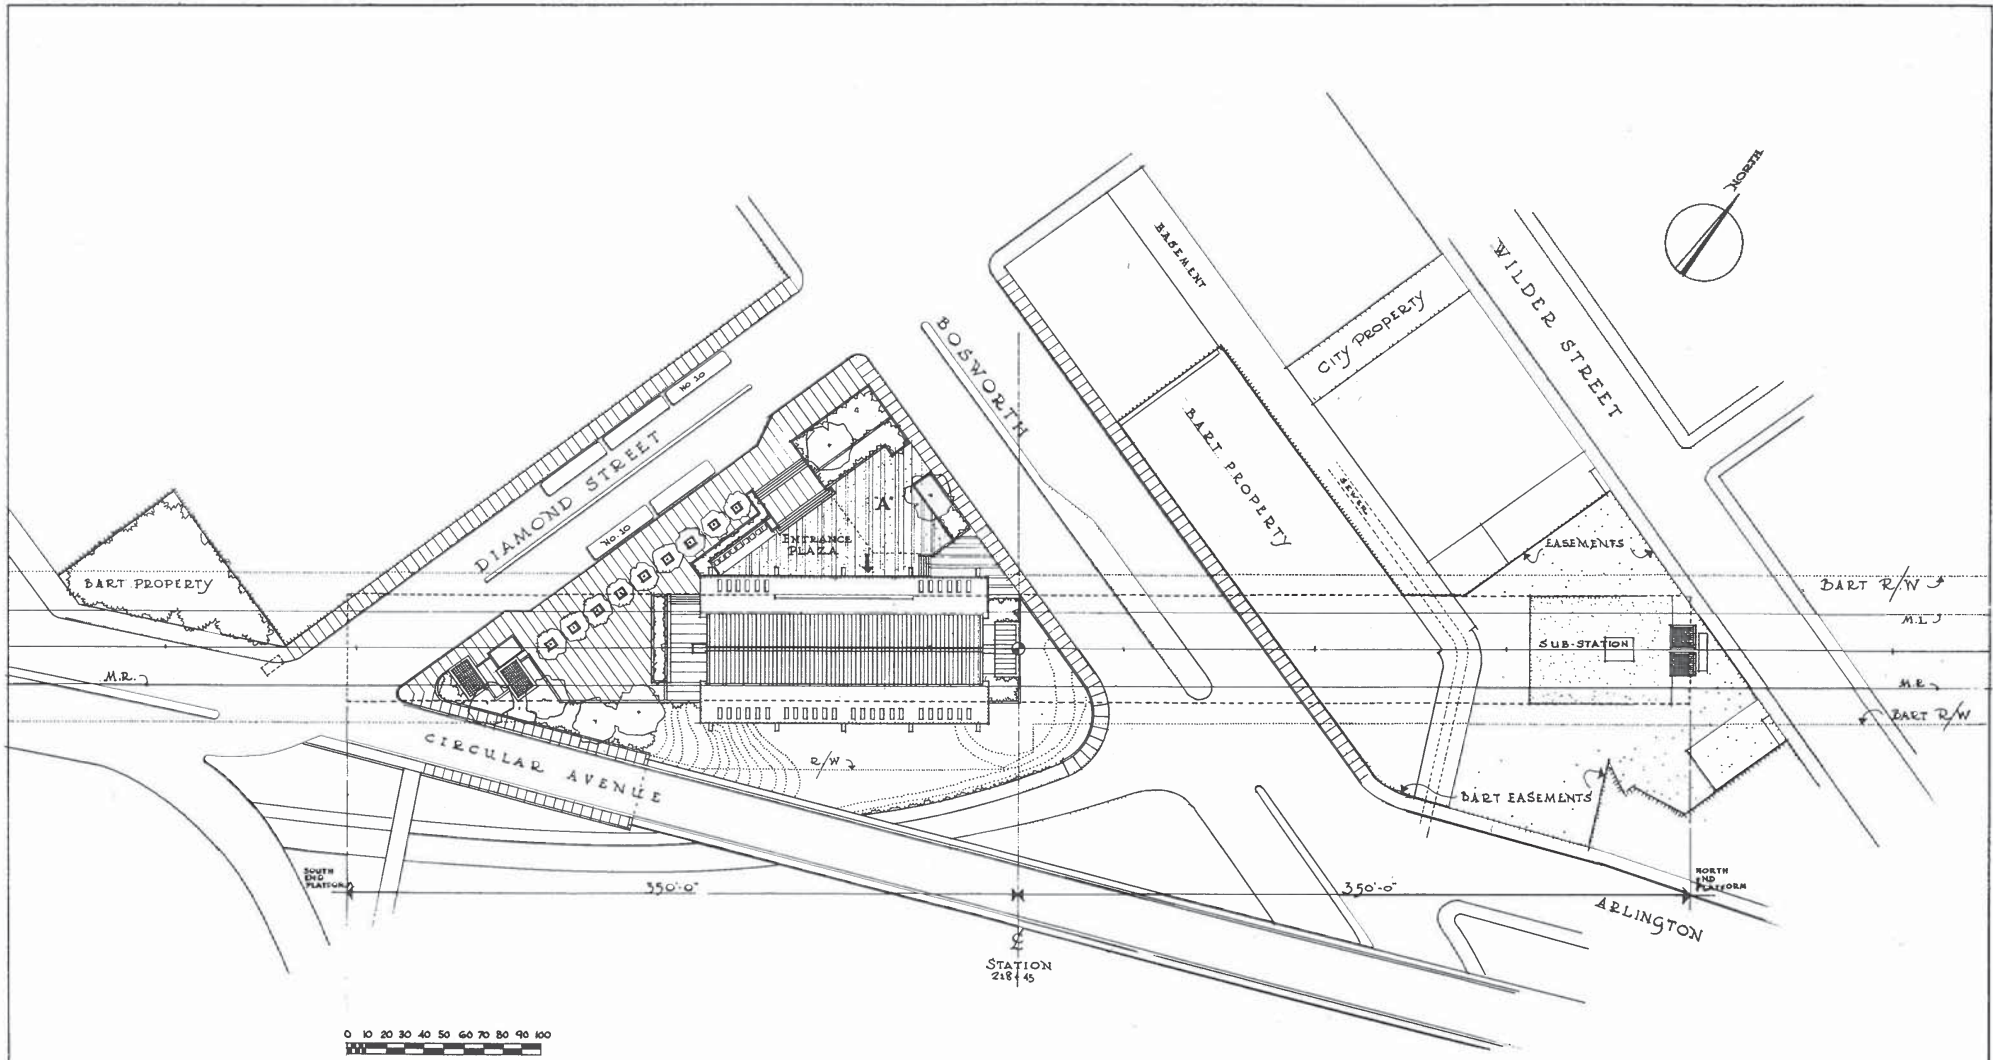 NORTH
BASEMENT
WILDER STREET
CITY PROPERTY
BOSWORTH
NO 10
DIAMOND STREET
BART PROPERTY
"A"
SEWER
NO. 10
ENTRANCE
PLAZA
EASEMENTS
BART PROPERTY
BART R/W
M.L
SUB-STATION
M.R.
M.R.
BART R/W
CIRCULAR AVENUE
R/W
BART EASEMENTS
SOUTH
END
PLATFORM
350'-0"
350'-0"
NORTH
END
PLATFORM
ARLINGTON
℄
STATION
218+45
0 10 20 30 40 50 60 70 80 90 100